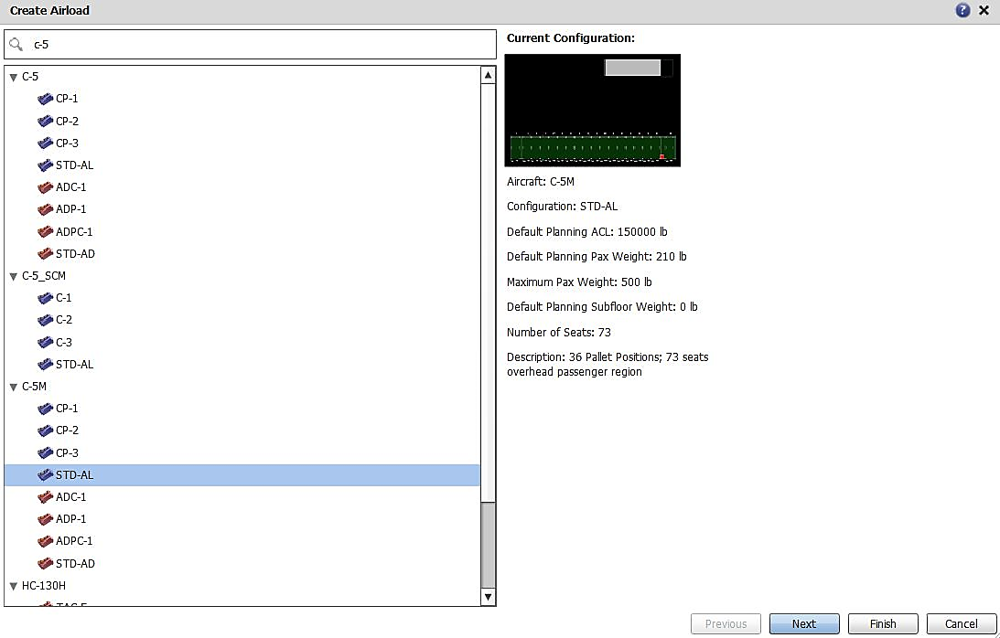 Create Airload
?
c-5
C-5
CP-1
CP-2
CP-3
STD-AL
ADC-1
ADP-1
ADPC-1
STD-AD
C-5_SCM
C-1
C-2
C-3
STD-AL
C-5M
CP-1
CP-2
CP-3
STD-AL
ADC-1
ADP-1
ADPC-1
STD-AD
HC-130H
Current Configuration:
Aircraft: C-5M
Configuration: STD-AL
Default Planning ACL: 150000 lb
Default Planning Pax Weight: 210 lb
Maximum Pax Weight: 500 lb
Default Planning Subfloor Weight: 0 lb
Number of Seats: 73
Description: 36 Pallet Positions; 73 seats
overhead passenger region
Previous
Next
Finish
Cancel